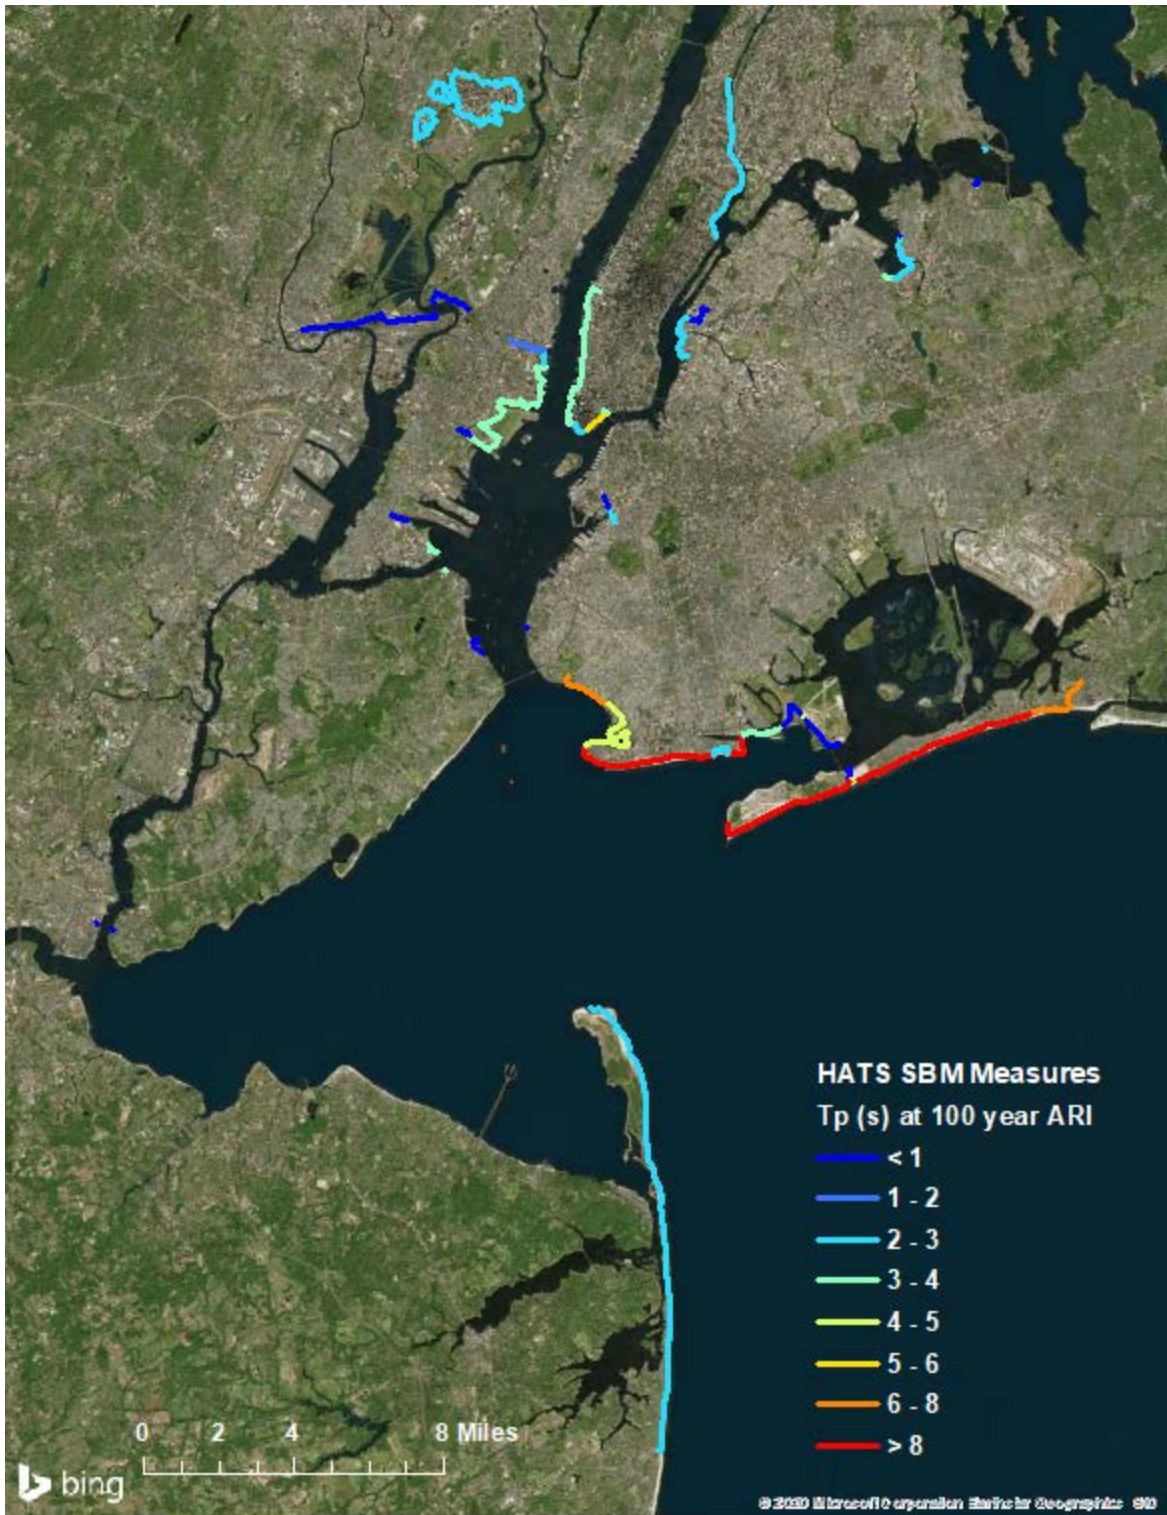 HATS SBM Measures
Tp (s) at 100 year ARI
< 1
1 - 2
2 - 3
3 - 4
4 - 5
5 - 6
6 - 8
> 8
0 2 4 8 Miles
bing
Microsoft Corporation Earthstar Geographics SIO